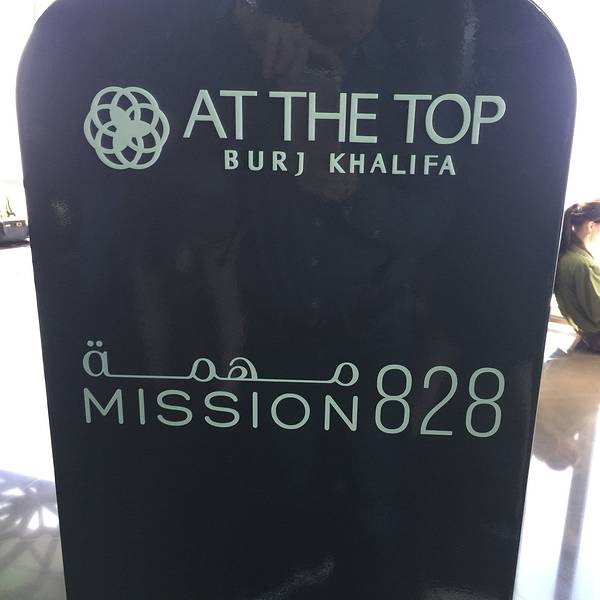 AT THE TOP
BURJ KHALIFA
مهمة
MISSION 828